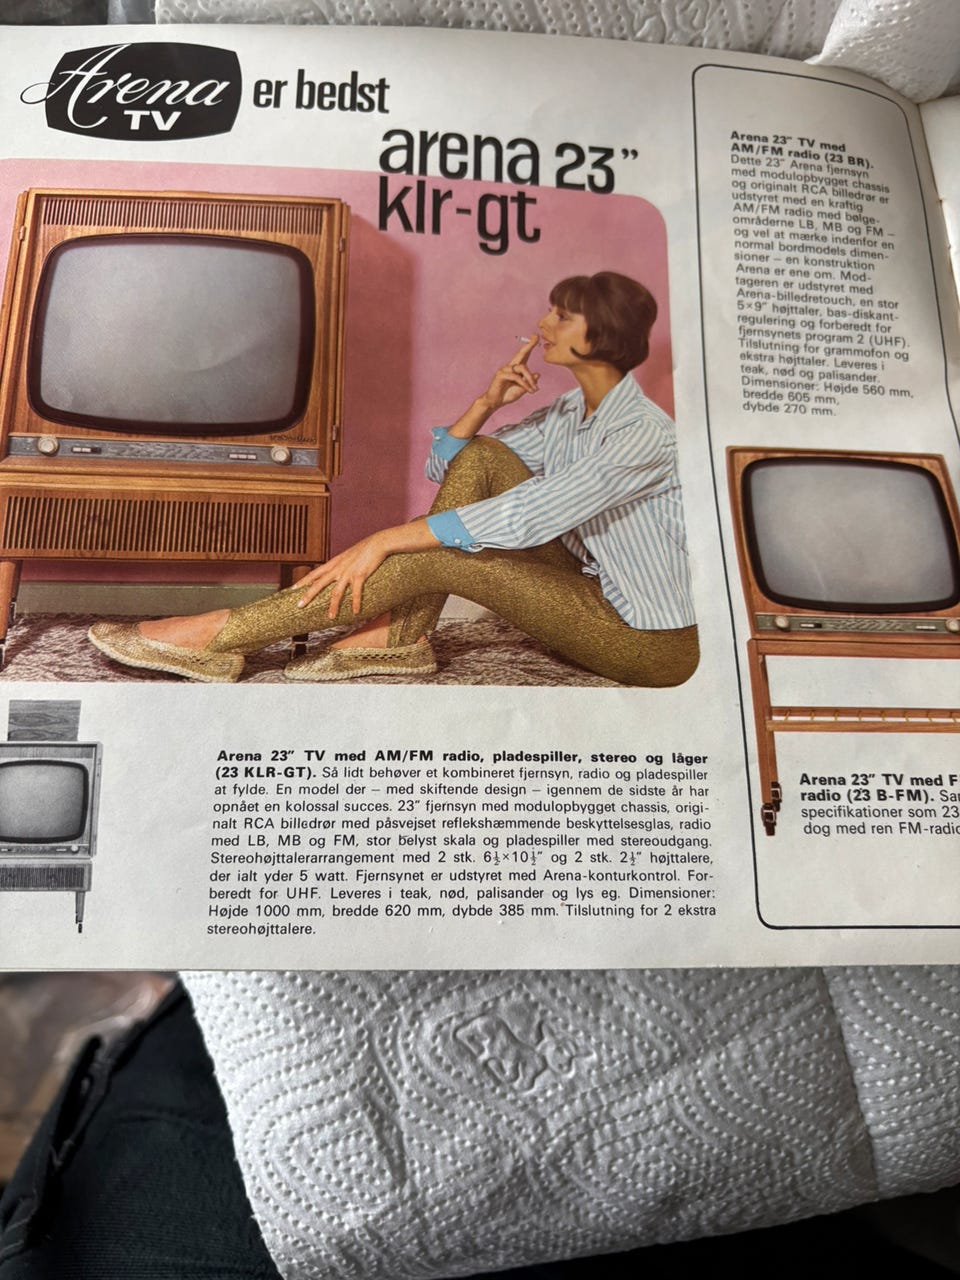 Arena
TV
er bedst
arena 23”
klr-gt
Arena 23” TV med AM/FM radio, pladespiller, stereo og låger
(23 KLR-GT). Så lidt behøver et kombineret fjernsyn, radio og pladespiller
at fylde. En model der – med skiftende design – igennem de sidste år har
opnået en kolossal succes. 23” fjernsyn med modulopbygget chassis, origi-
nalt RCA billedrør med påsvejset reflekshæmmende beskyttelsesglas, radio
med LB, MB og FM, stor belyst skala og pladespiller med stereoudgang.
Stereohøjttalerarrangement med 2 stk. 6½×10½” og 2 stk. 2½” højttalere,
der ialt yder 5 watt. Fjernsynet er udstyret med Arena-konturkontrol. For-
beredt for UHF. Leveres i teak, nød, palisander og lys eg. Dimensioner:
Højde 1000 mm, bredde 620 mm, dybde 385 mm. Tilslutning for 2 ekstra
stereohøjttalere.
Arena 23” TV med
AM/FM radio (23 BR).
Dette 23” Arena fjernsyn
med modulopbygget chassis
og originalt RCA billedrør er
udstyret med en kraftig
AM/FM radio med bølge-
områderne LB, MB og FM –
og vel at mærke indenfor en
normal bordmodels dimen-
sioner – en konstruktion
Arena er ene om. Mod-
tageren er udstyret med
Arena-billedretouch, en stor
5×9” højttaler, bas-diskant-
regulering og forberedt for
fjernsynets program 2 (UHF).
Tilslutning for grammofon og
ekstra højttaler. Leveres i
teak, nød og palisander.
Dimensioner: Højde 560 mm,
bredde 605 mm,
dybde 270 mm.
Arena 23” TV med F
radio (23 B-FM). Sa
specifikationer som 23
dog med ren FM-radio